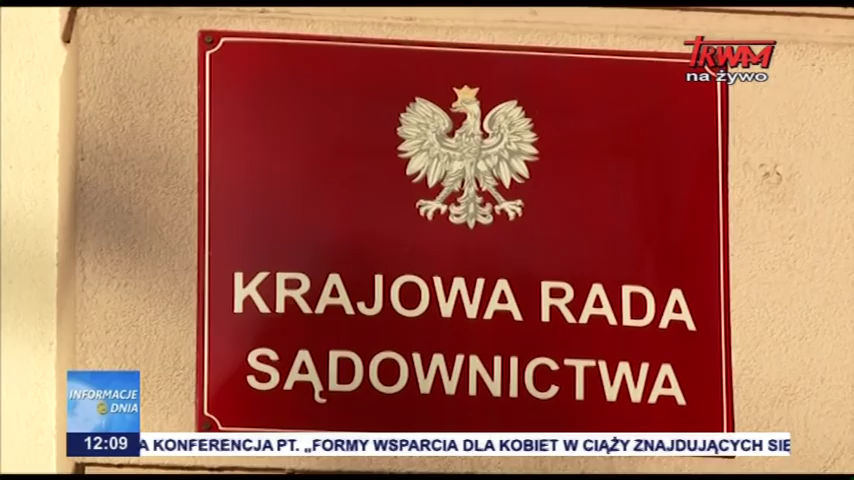 TRWAM
na żywo
KRAJOWA RADA
SĄDOWNICTWA
INFORMACJE
DNIA
12:09
A KONFERENCJA PT. „FORMY WSPARCIA DLA KOBIET W CIĄŻY ZNAJDUJĄCYCH SIĘ